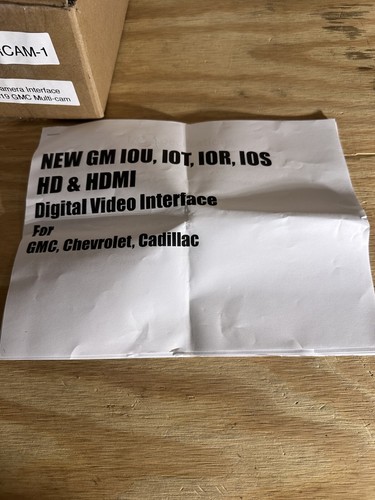 CAM-1
amera Interface
19 GMC Multi-cam
NEW GM IOU, IOT, IOR, IOS
HD & HDMI
Digital Video Interface
For
GMC, Chevrolet, Cadillac